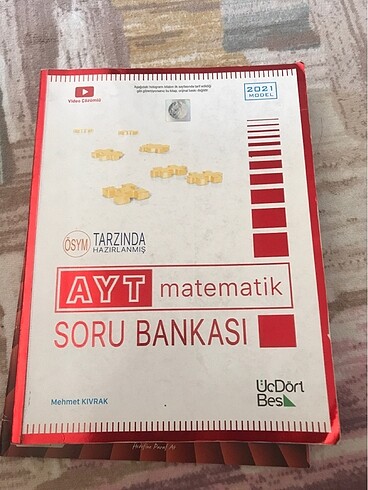 Video Çözümlü
2021
MODEL
ÖSYM
TARZINDA
HAZIRLANMIŞ
AYT matematik
SORU BANKASI
Mehmet KIVRAK
ÜçDört
Beş